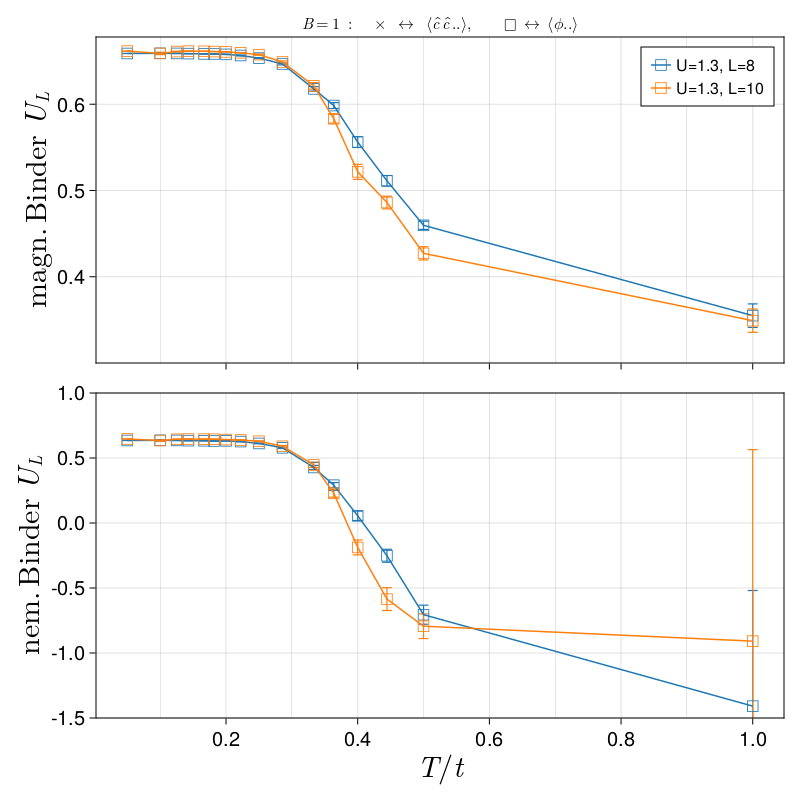 B = 1 : × ↔ ⟨ĉ ĉ ..⟩, □ ↔ ⟨ϕ..⟩
U=1.3, L=8
U=1.3, L=10
magn. Binder U_L
0.6
0.5
0.4
nem. Binder U_L
1.0
0.5
0.0
-0.5
-1.0
-1.5
0.2 0.4 0.6 0.8 1.0
T/t